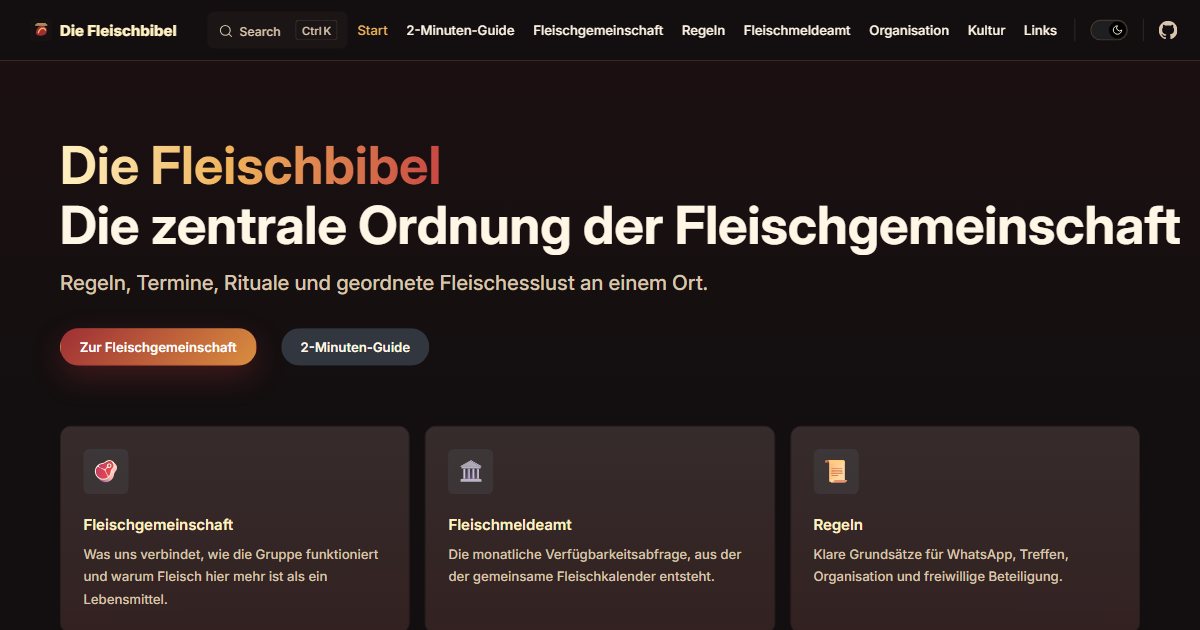 Die Fleischbibel
Search Ctrl K
Start 2-Minuten-Guide Fleischgemeinschaft Regeln Fleischmeldeamt Organisation Kultur Links
Die Fleischbibel
Die zentrale Ordnung der Fleischgemeinschaft
Regeln, Termine, Rituale und geordnete Fleischesslust an einem Ort.
Zur Fleischgemeinschaft
2-Minuten-Guide
Fleischgemeinschaft
Was uns verbindet, wie die Gruppe funktioniert
und warum Fleisch hier mehr ist als ein
Lebensmittel.
Fleischmeldeamt
Die monatliche Verfügbarkeitsabfrage, aus der
der gemeinsame Fleischkalender entsteht.
Regeln
Klare Grundsätze für WhatsApp, Treffen,
Organisation und freiwillige Beteiligung.